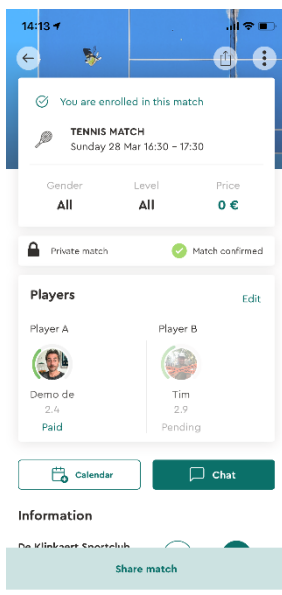 14:13
You are enrolled in this match
TENNIS MATCH
Sunday 28 Mar 16:30 - 17:30
Gender Level Price
All All 0 €
Private match Match confirmed
Players Edit
Player A Player B
Demo de Tim
2.4 2.9
Paid Pending
Calendar Chat
Information
De Klipkaert Sportclub
Share match